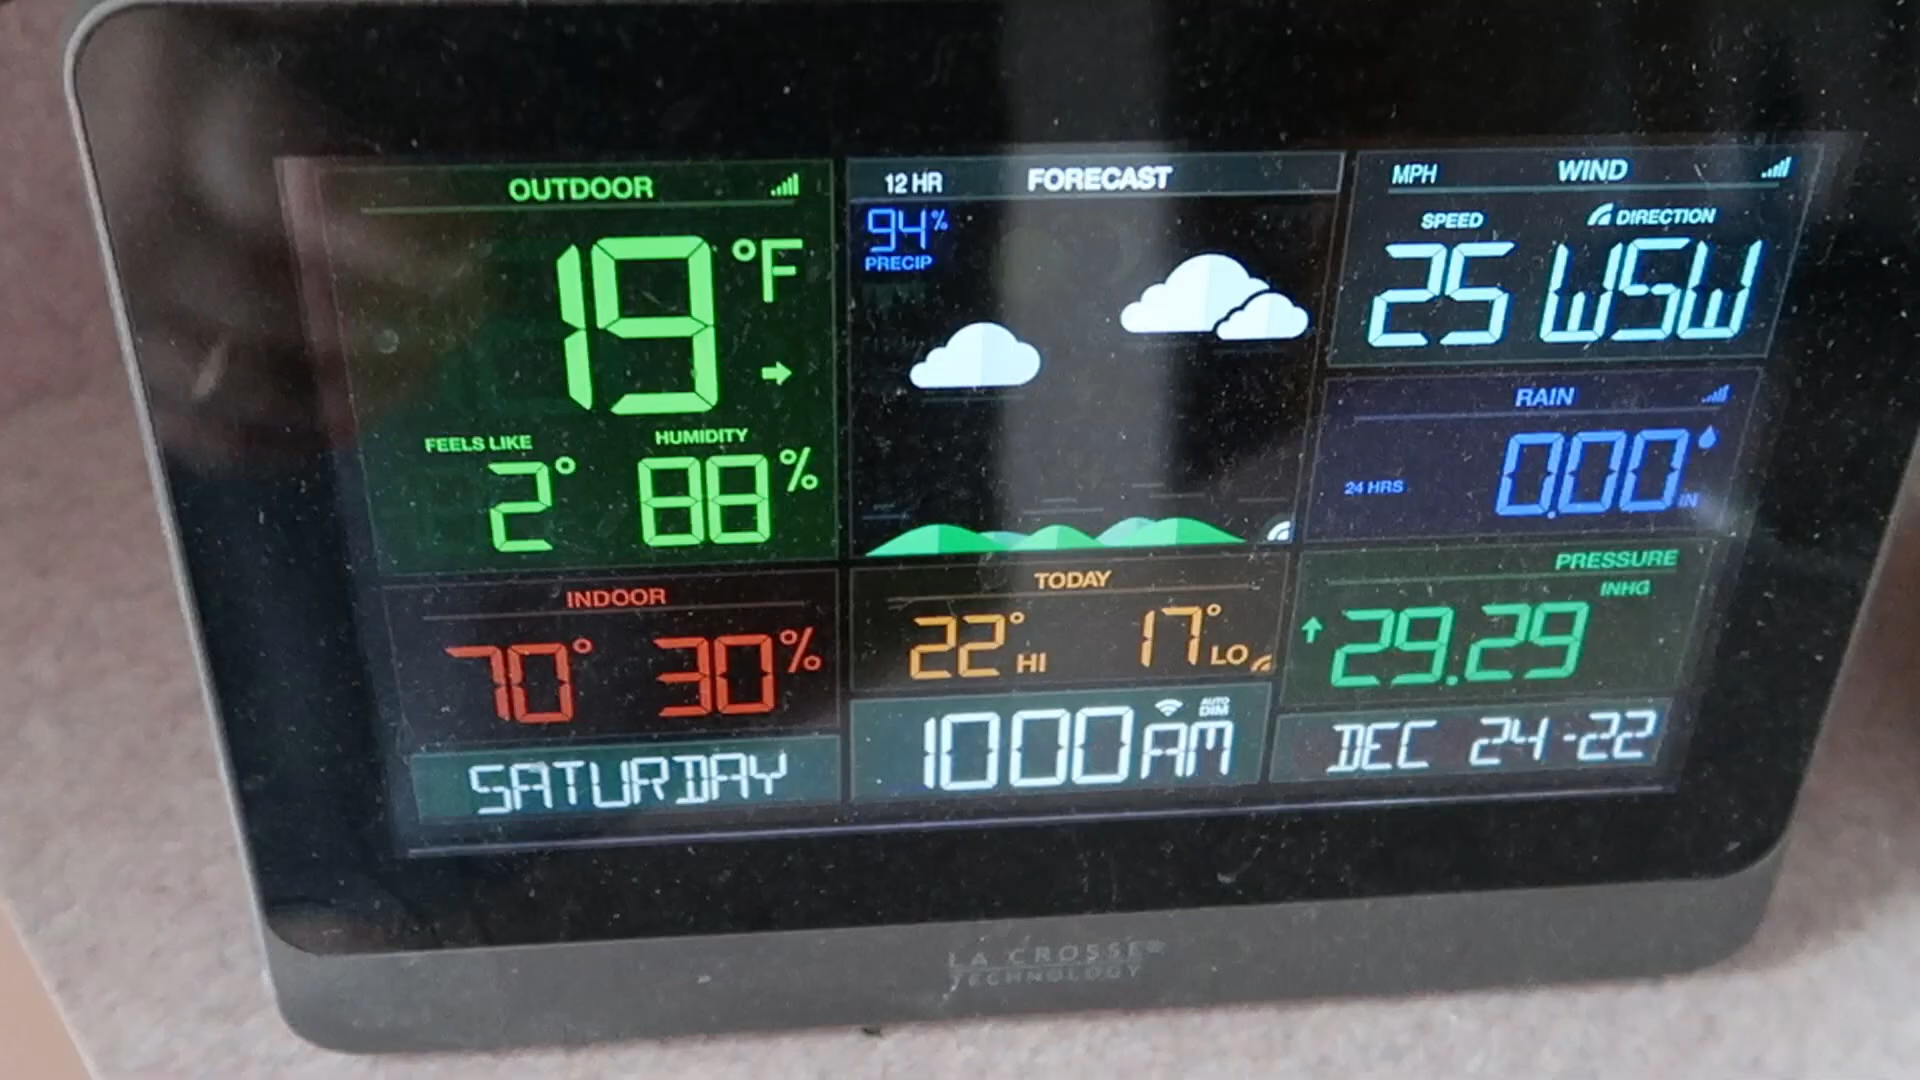 OUTDOOR
19 °F
FEELS LIKE HUMIDITY
2° 88%
INDOOR
70° 30%
SATURDAY
12 HR FORECAST
94%
PRECIP
TODAY
22° HI 17° LO
AUTO DIM
10 00 AM
MPH WIND
SPEED DIRECTION
25 WSW
RAIN
24 HRS 0.00 IN
PRESSURE
INHG
29.29
DEC 24-22
LA CROSSE®
TECHNOLOGY